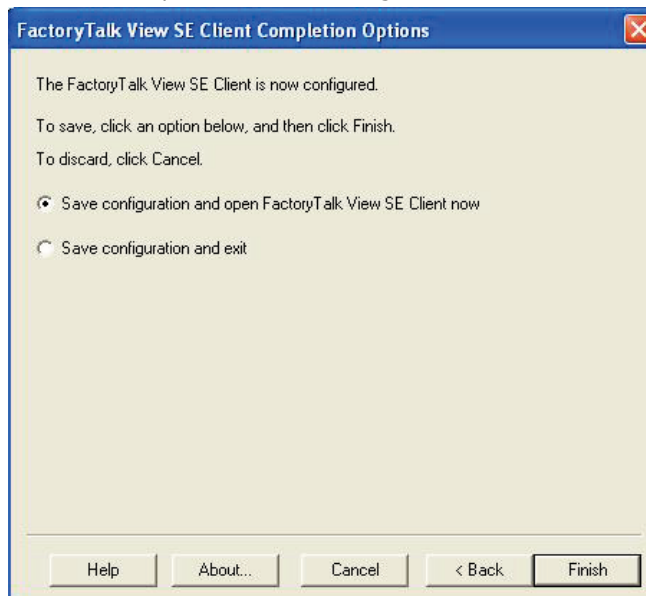 FactoryTalk View SE Client Completion Options
The FactoryTalk View SE Client is now configured.
To save, click an option below, and then click Finish.
To discard, click Cancel.
Save configuration and open FactoryTalk View SE Client now
Save configuration and exit
Help About... Cancel < Back Finish